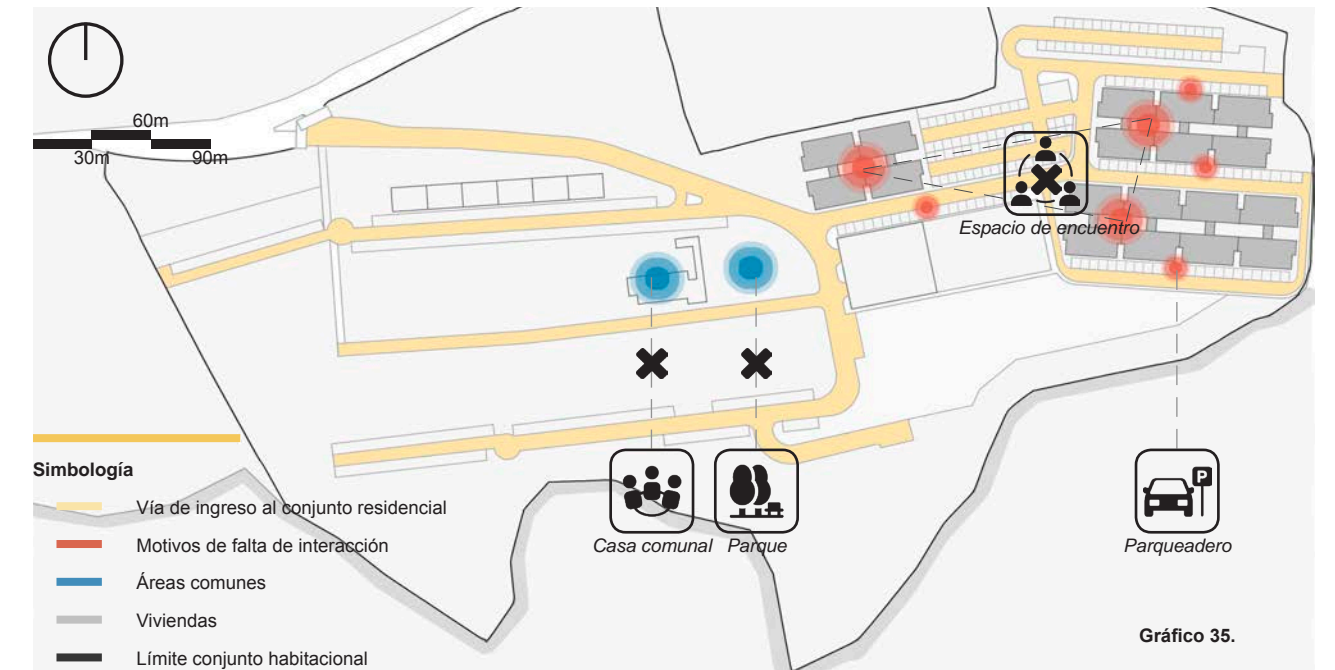 60m
30m
90m
Espacio de encuentro
Simbología
Vía de ingreso al conjunto residencial
Motivos de falta de interacción
Áreas comunes
Viviendas
Límite conjunto habitacional
Casa comunal
Parque
P
Parqueadero
Gráfico 35.